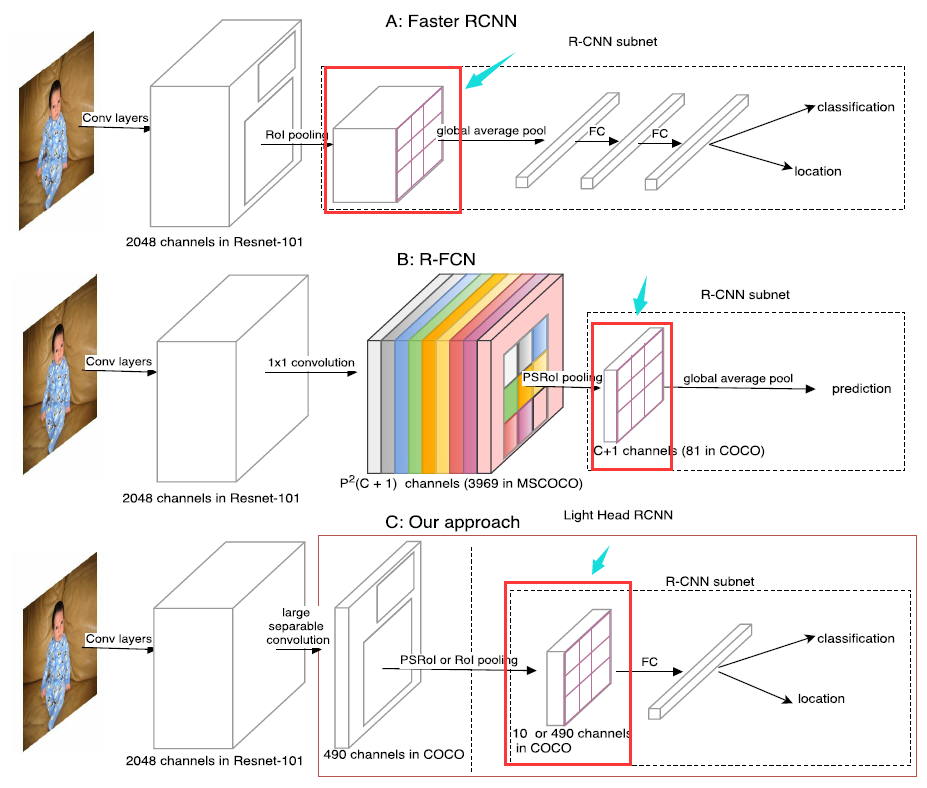 A: Faster RCNN
R-CNN subnet
Conv layers
RoI pooling
global average pool
FC
FC
classification
location
2048 channels in Resnet-101
B: R-FCN
R-CNN subnet
Conv layers
1x1 convolution
PSRoI pooling
global average pool
prediction
C+1 channels (81 in COCO)
P²(C + 1) channels (3969 in MSCOCO)
2048 channels in Resnet-101
C: Our approach
Light Head RCNN
R-CNN subnet
Conv layers
large
separable
convolution
PSRoI or RoI pooling
FC
classification
location
10 or 490 channels
in COCO
490 channels in COCO
2048 channels in Resnet-101